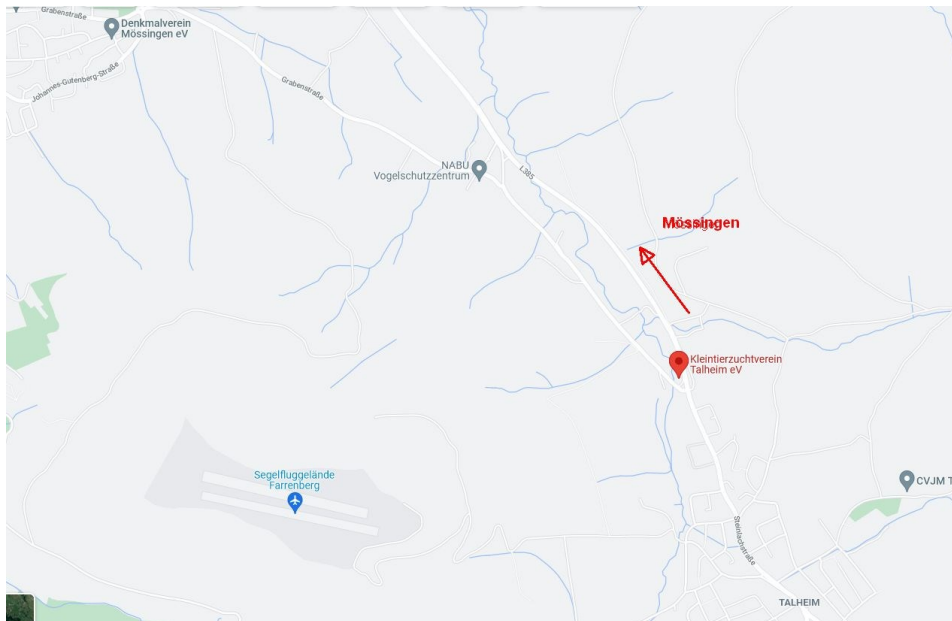 Grabenstraße
Denkmalverein
Mössingen eV
Johannes-Gutenberg-Straße
Grabenstraße
NABU
Vogelschutzzentrum
L385
Mössingen
Kleintierzuchtverein
Talheim eV
Segelfluggelände
Farrenberg
CVJM T
Steinlachstraße
TALHEIM